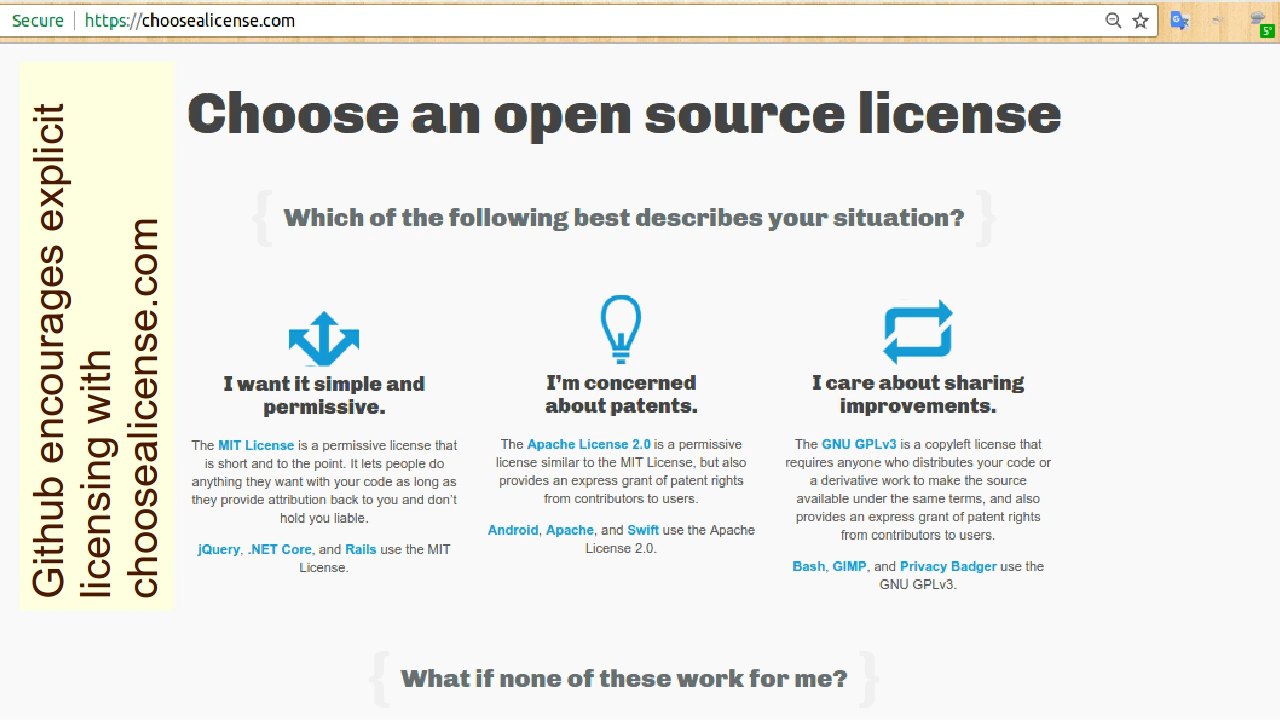 Secure https://choosealicense.com
5°
Github encourages explicit
licensing with
choosealicense.com
Choose an open source license
{ Which of the following best describes your situation? }
I want it simple and
permissive.
The MIT License is a permissive license that
is short and to the point. It lets people do
anything they want with your code as long as
they provide attribution back to you and don't
hold you liable.
jQuery, .NET Core, and Rails use the MIT
License.
I'm concerned
about patents.
The Apache License 2.0 is a permissive
license similar to the MIT License, but also
provides an express grant of patent rights
from contributors to users.
Android, Apache, and Swift use the Apache
License 2.0.
I care about sharing
improvements.
The GNU GPLv3 is a copyleft license that
requires anyone who distributes your code or
a derivative work to make the source
available under the same terms, and also
provides an express grant of patent rights
from contributors to users.
Bash, GIMP, and Privacy Badger use the
GNU GPLv3.
{ What if none of these work for me? }